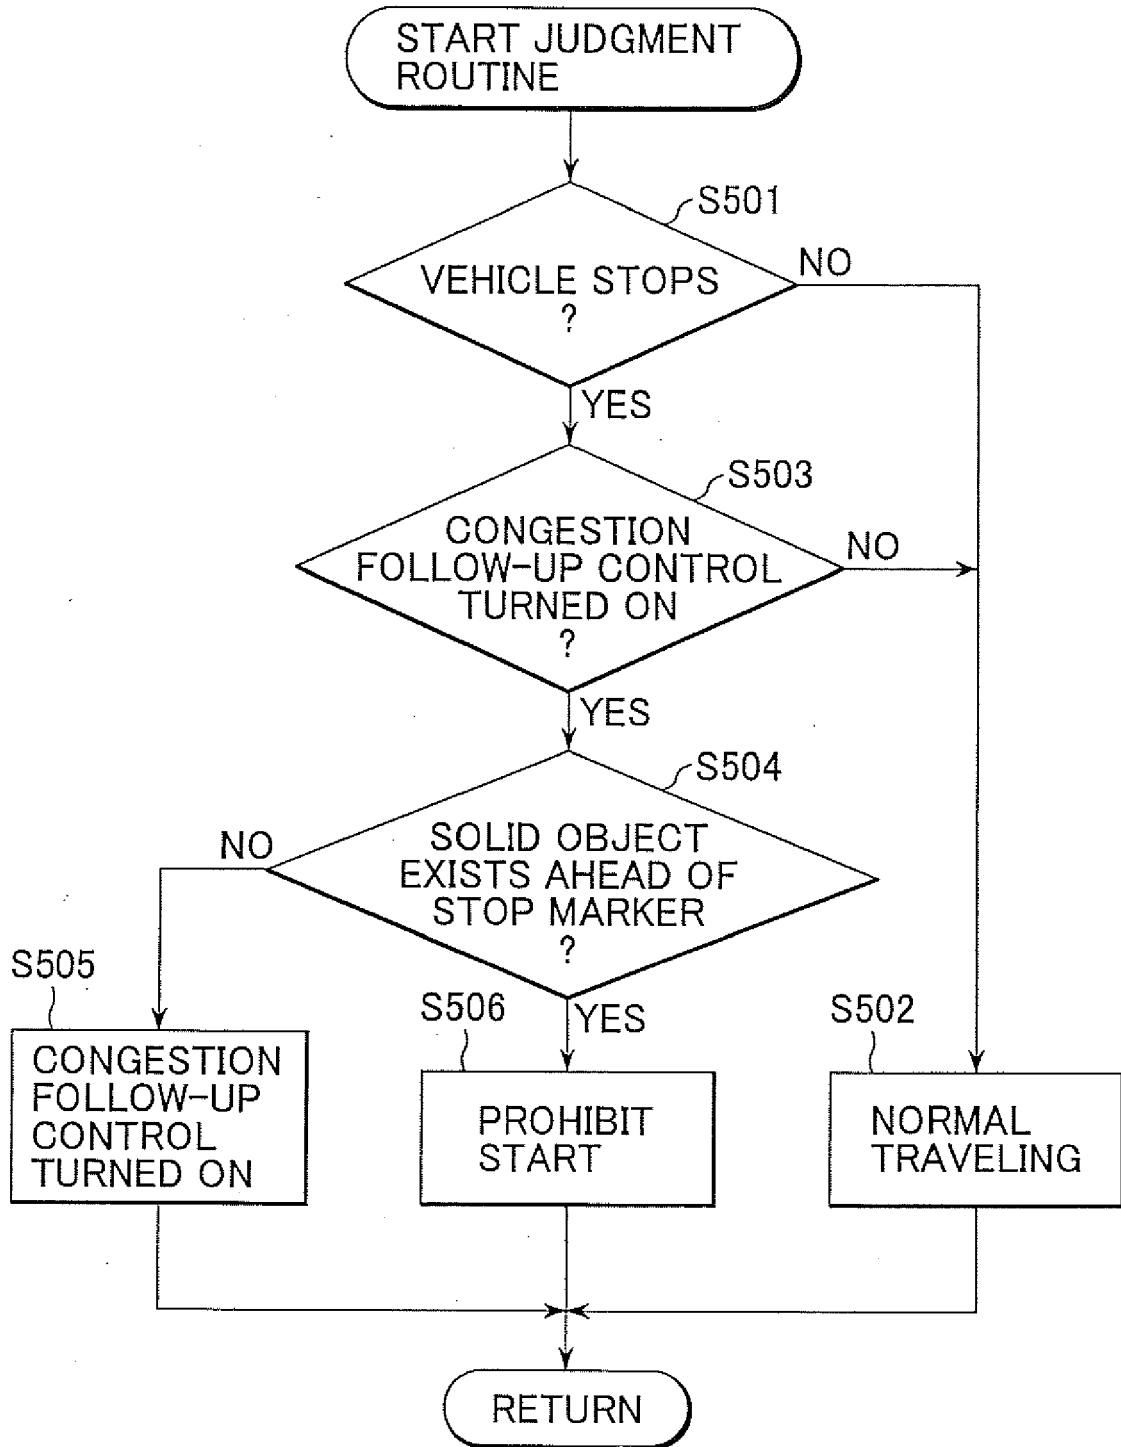 START JUDGMENT
ROUTINE
S501
VEHICLE STOPS
?
NO
YES
S503
CONGESTION
FOLLOW-UP CONTROL
TURNED ON
?
NO
YES
S504
SOLID OBJECT
EXISTS AHEAD OF
STOP MARKER
?
NO
YES
S505
CONGESTION
FOLLOW-UP
CONTROL
TURNED ON
S506
PROHIBIT
START
S502
NORMAL
TRAVELING
RETURN